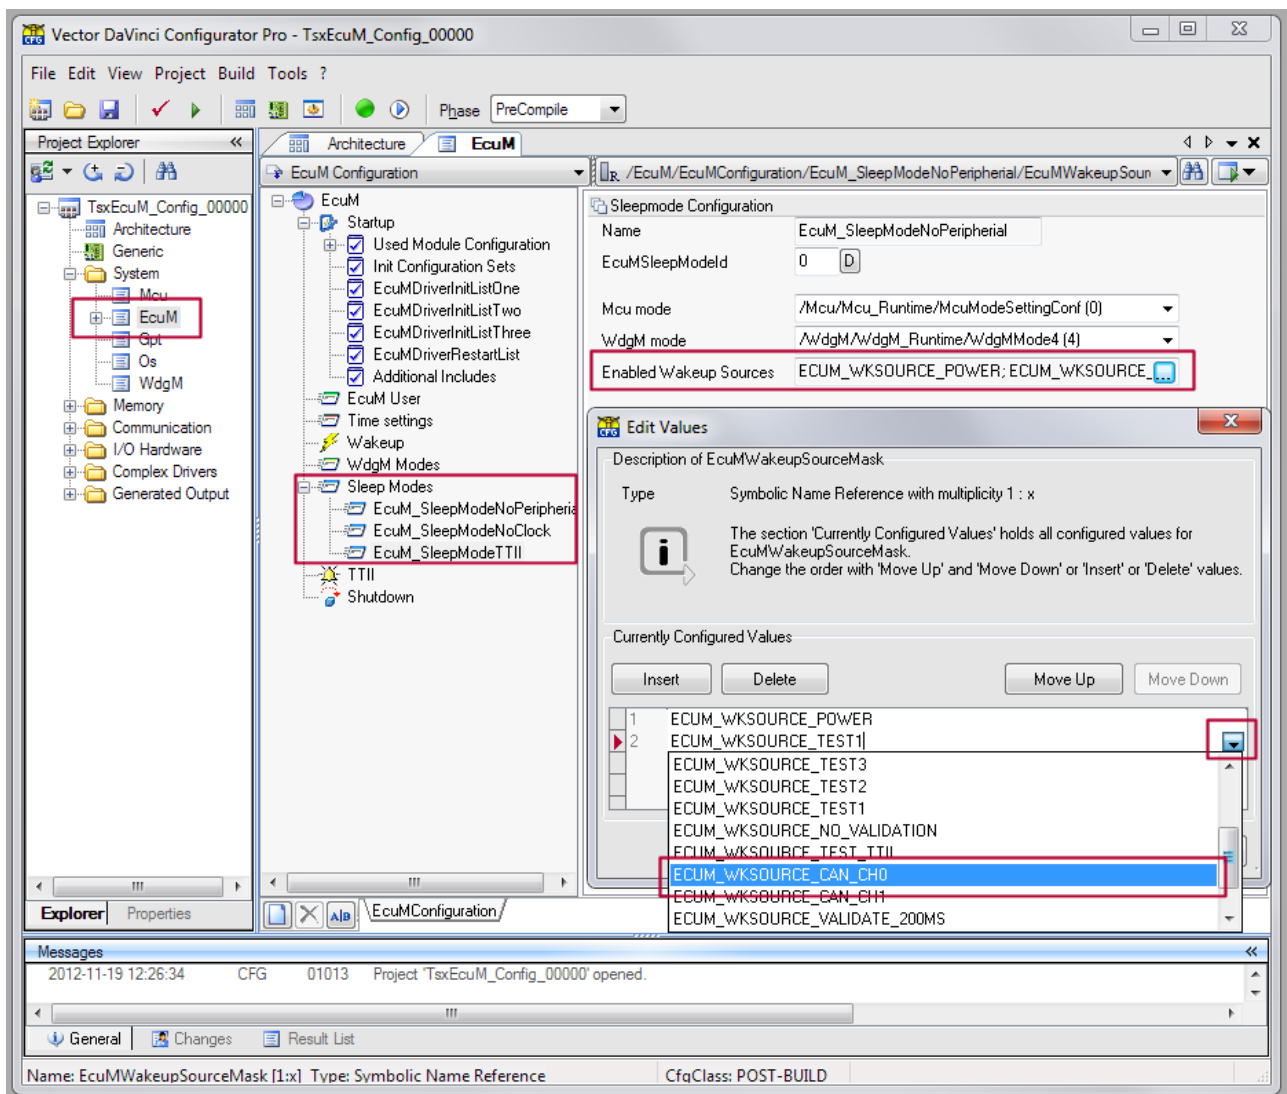 Vector DaVinci Configurator Pro - TsxEcuM_Config_00000
File Edit View Project Build Tools ?
Phase PreCompile
Project Explorer
TsxEcuM_Config_00000
Architecture
Generic
System
Mcu
EcuM
Gpt
Os
WdgM
Memory
Communication
I/O Hardware
Complex Drivers
Generated Output
Explorer Properties
Architecture EcuM
EcuM Configuration
EcuM
Startup
Used Module Configuration
Init Configuration Sets
EcuMDriverInitListOne
EcuMDriverInitListTwo
EcuMDriverInitListThree
EcuMDriverRestartList
Additional Includes
EcuM User
Time settings
Wakeup
WdgM Modes
Sleep Modes
EcuM_SleepModeNoPeripheria
EcuM_SleepModeNoClock
EcuM_SleepModeTTII
TTII
Shutdown
EcuMConfiguration
/EcuM/EcuMConfiguration/EcuM_SleepModeNoPeripherial/EcuMWakeupSoun
Sleepmode Configuration
Name EcuM_SleepModeNoPeripherial
EcuMSleepModeId 0 D
Mcu mode /Mcu/Mcu_Runtime/McuModeSettingConf (0)
WdgM mode /WdgM/WdgM_Runtime/WdgMMode4 (4)
Enabled Wakeup Sources ECUM_WKSOURCE_POWER; ECUM_WKSOURCE_ ...
Edit Values
Description of EcuMWakeupSourceMask
Type Symbolic Name Reference with multiplicity 1 : x
The section 'Currently Configured Values' holds all configured values for
EcuMWakeupSourceMask.
Change the order with 'Move Up' and 'Move Down' or 'Insert' or 'Delete' values.
Currently Configured Values
Insert Delete Move Up Move Down
1 ECUM_WKSOURCE_POWER
2 ECUM_WKSOURCE_TEST1
ECUM_WKSOURCE_TEST3
ECUM_WKSOURCE_TEST2
ECUM_WKSOURCE_TEST1
ECUM_WKSOURCE_NO_VALIDATION
ECUM_WKSOURCE_TEST_TTII
ECUM_WKSOURCE_CAN_CH0
ECUM_WKSOURCE_CAN_CH1
ECUM_WKSOURCE_VALIDATE_200MS
Messages
2012-11-19 12:26:34 CFG 01013 Project 'TsxEcuM_Config_00000' opened.
General Changes Result List
Name: EcuMWakeupSourceMask [1:x] Type: Symbolic Name Reference CfgClass: POST-BUILD